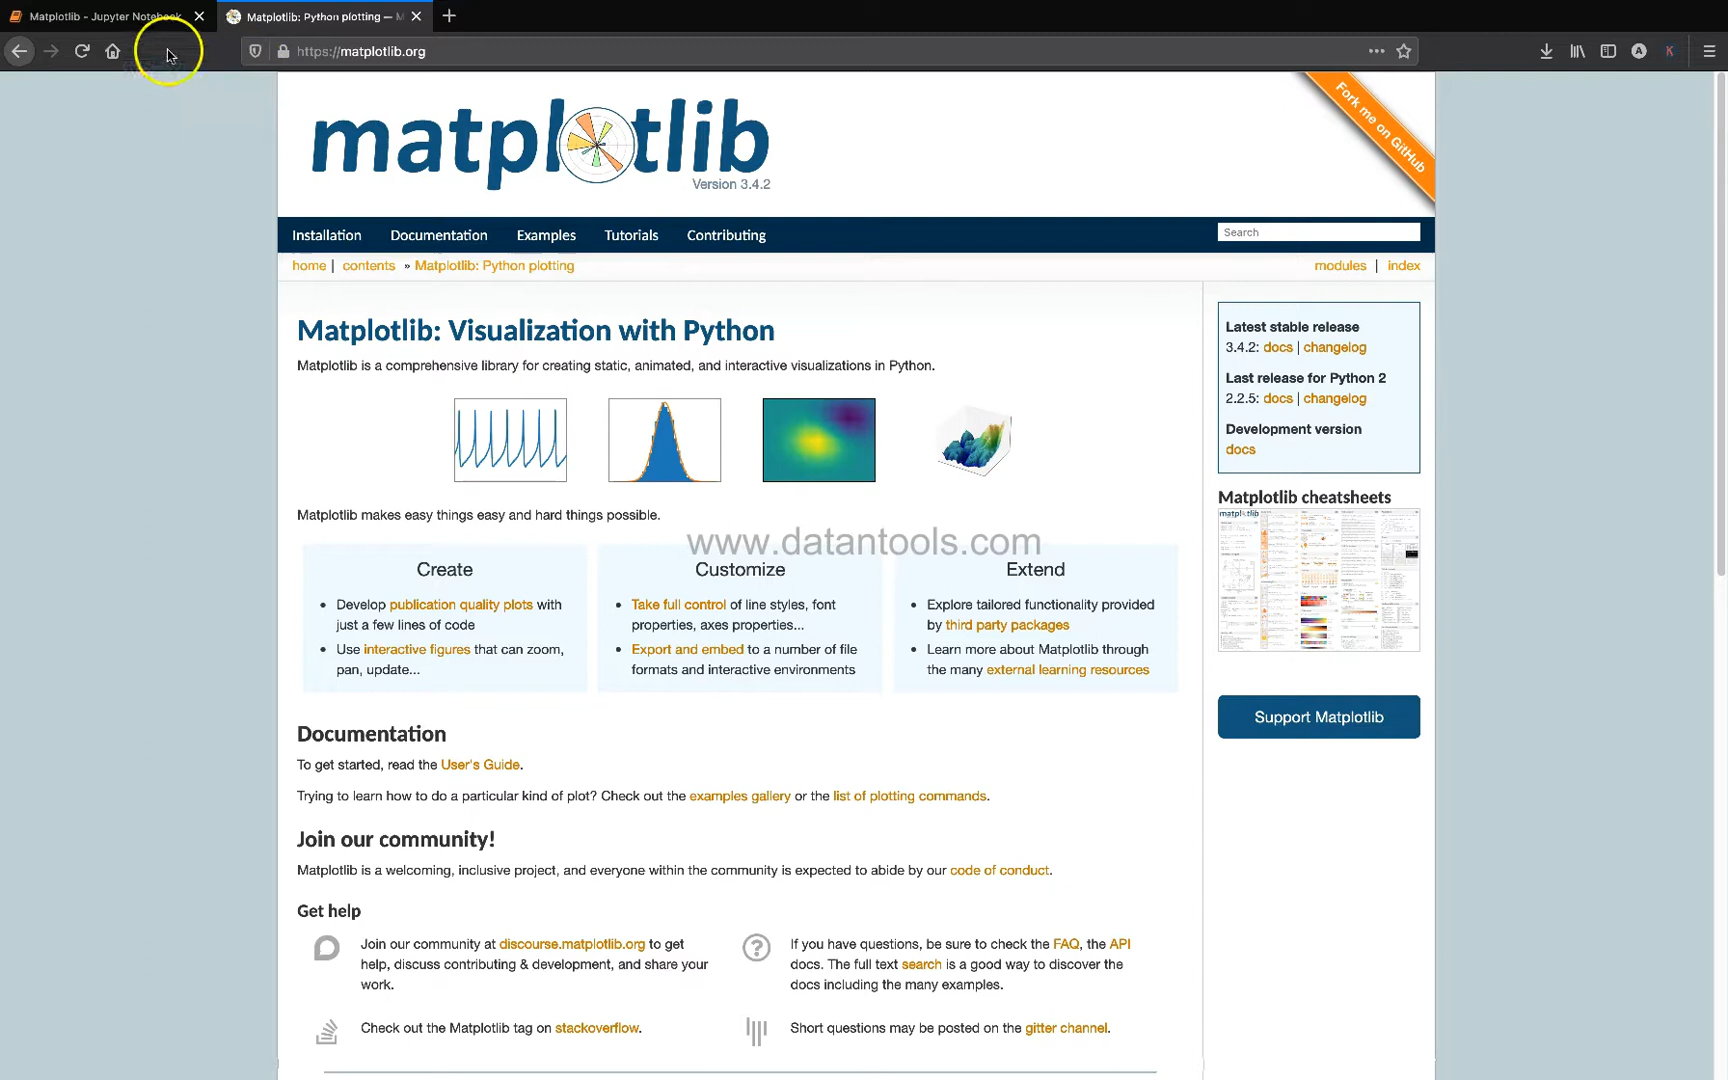 Matplotlib - Jupyter Notebook
Matplotlib: Python plotting — M
https://matplotlib.org
matplotlib
Version 3.4.2
Fork me on GitHub
Installation Documentation Examples Tutorials Contributing
Search
home | contents » Matplotlib: Python plotting
modules | index
Matplotlib: Visualization with Python
Matplotlib is a comprehensive library for creating static, animated, and interactive visualizations in Python.
Matplotlib makes easy things easy and hard things possible.
www.datantools.com
Create
• Develop publication quality plots with
just a few lines of code
• Use interactive figures that can zoom,
pan, update...
Customize
• Take full control of line styles, font
properties, axes properties...
• Export and embed to a number of file
formats and interactive environments
Extend
• Explore tailored functionality provided
by third party packages
• Learn more about Matplotlib through
the many external learning resources
Documentation
To get started, read the User's Guide.
Trying to learn how to do a particular kind of plot? Check out the examples gallery or the list of plotting commands.
Join our community!
Matplotlib is a welcoming, inclusive project, and everyone within the community is expected to abide by our code of conduct.
Get help
Join our community at discourse.matplotlib.org to get
help, discuss contributing & development, and share your
work.
If you have questions, be sure to check the FAQ, the API
docs. The full text search is a good way to discover the
docs including the many examples.
Check out the Matplotlib tag on stackoverflow.
Short questions may be posted on the gitter channel.
Latest stable release
3.4.2: docs | changelog
Last release for Python 2
2.2.5: docs | changelog
Development version
docs
Matplotlib cheatsheets
matplotlib
Support Matplotlib